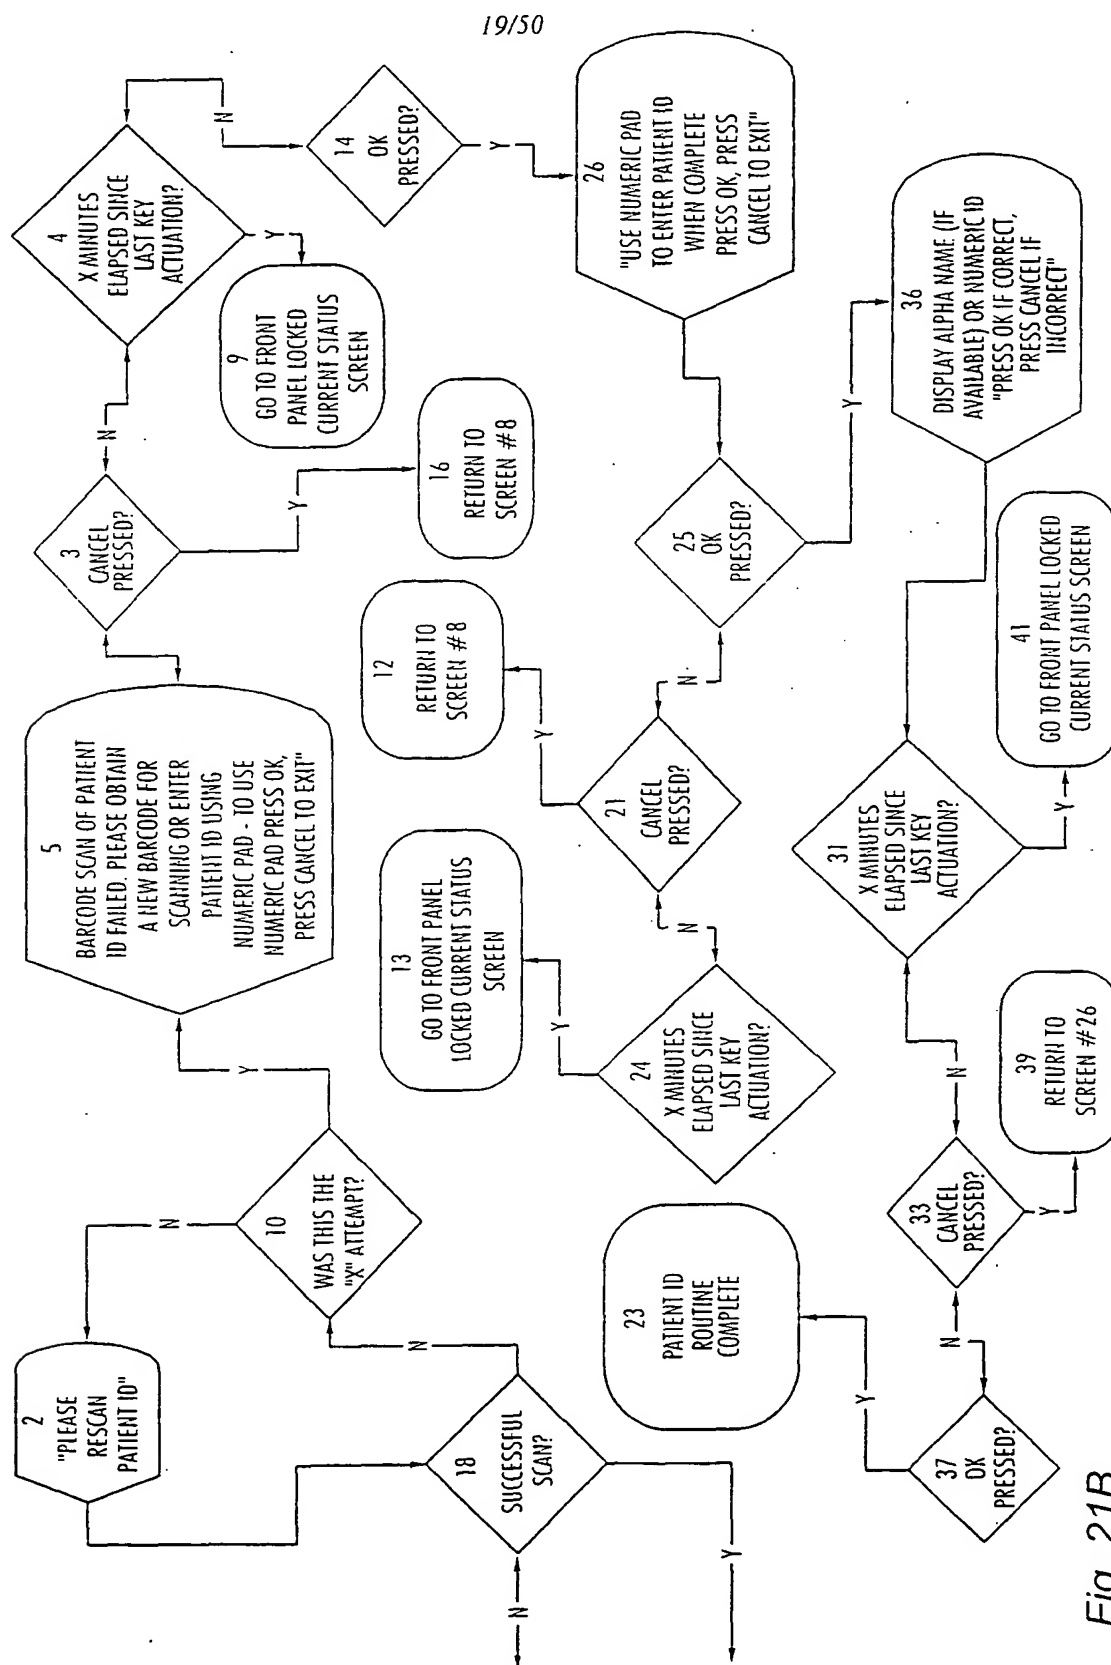 19/50
2
"PLEASE
RESCAN
PATIENT ID"
N
10
WAS THIS THE
"X" ATTEMPT?
Y
5
BARCODE SCAN OF PATIENT
ID FAILED. PLEASE OBTAIN
A NEW BARCODE FOR
SCANNING OR ENTER
PATIENT ID USING
NUMERIC PAD - TO USE
NUMERIC PAD PRESS OK,
PRESS CANCEL TO EXIT"
3
CANCEL
PRESSED?
N
Y
4
X MINUTES
ELAPSED SINCE
LAST KEY
ACTUATION?
N
Y
9
GO TO FRONT
PANEL LOCKED
CURRENT STATUS
SCREEN
16
RETURN TO
SCREEN #8
14
OK
PRESSED?
Y
18
SUCCESSFUL
SCAN?
N
N
Y
13
GO TO FRONT PANEL
LOCKED CURRENT STATUS
SCREEN
12
RETURN TO
SCREEN #8
Y
Y
24
X MINUTES
ELAPSED SINCE
LAST KEY
ACTUATION?
N
21
CANCEL
PRESSED?
N
25
OK
PRESSED?
Y
26
"USE NUMERIC PAD
TO ENTER PATIENT ID
WHEN COMPLETE
PRESS OK, PRESS
CANCEL TO EXIT"
23
PATIENT ID
ROUTINE
COMPLETE
Y
37
OK
PRESSED?
N
33
CANCEL
PRESSED?
N
Y
39
RETURN TO
SCREEN #26
31
X MINUTES
ELAPSED SINCE
LAST KEY
ACTUATION?
Y
41
GO TO FRONT PANEL LOCKED
CURRENT STATUS SCREEN
36
DISPLAY ALPHA NAME (IF
AVAILABLE) OR NUMERIC ID
"PRESS OK IF CORRECT,
PRESS CANCEL IF
INCORRECT"
Fig. 21B